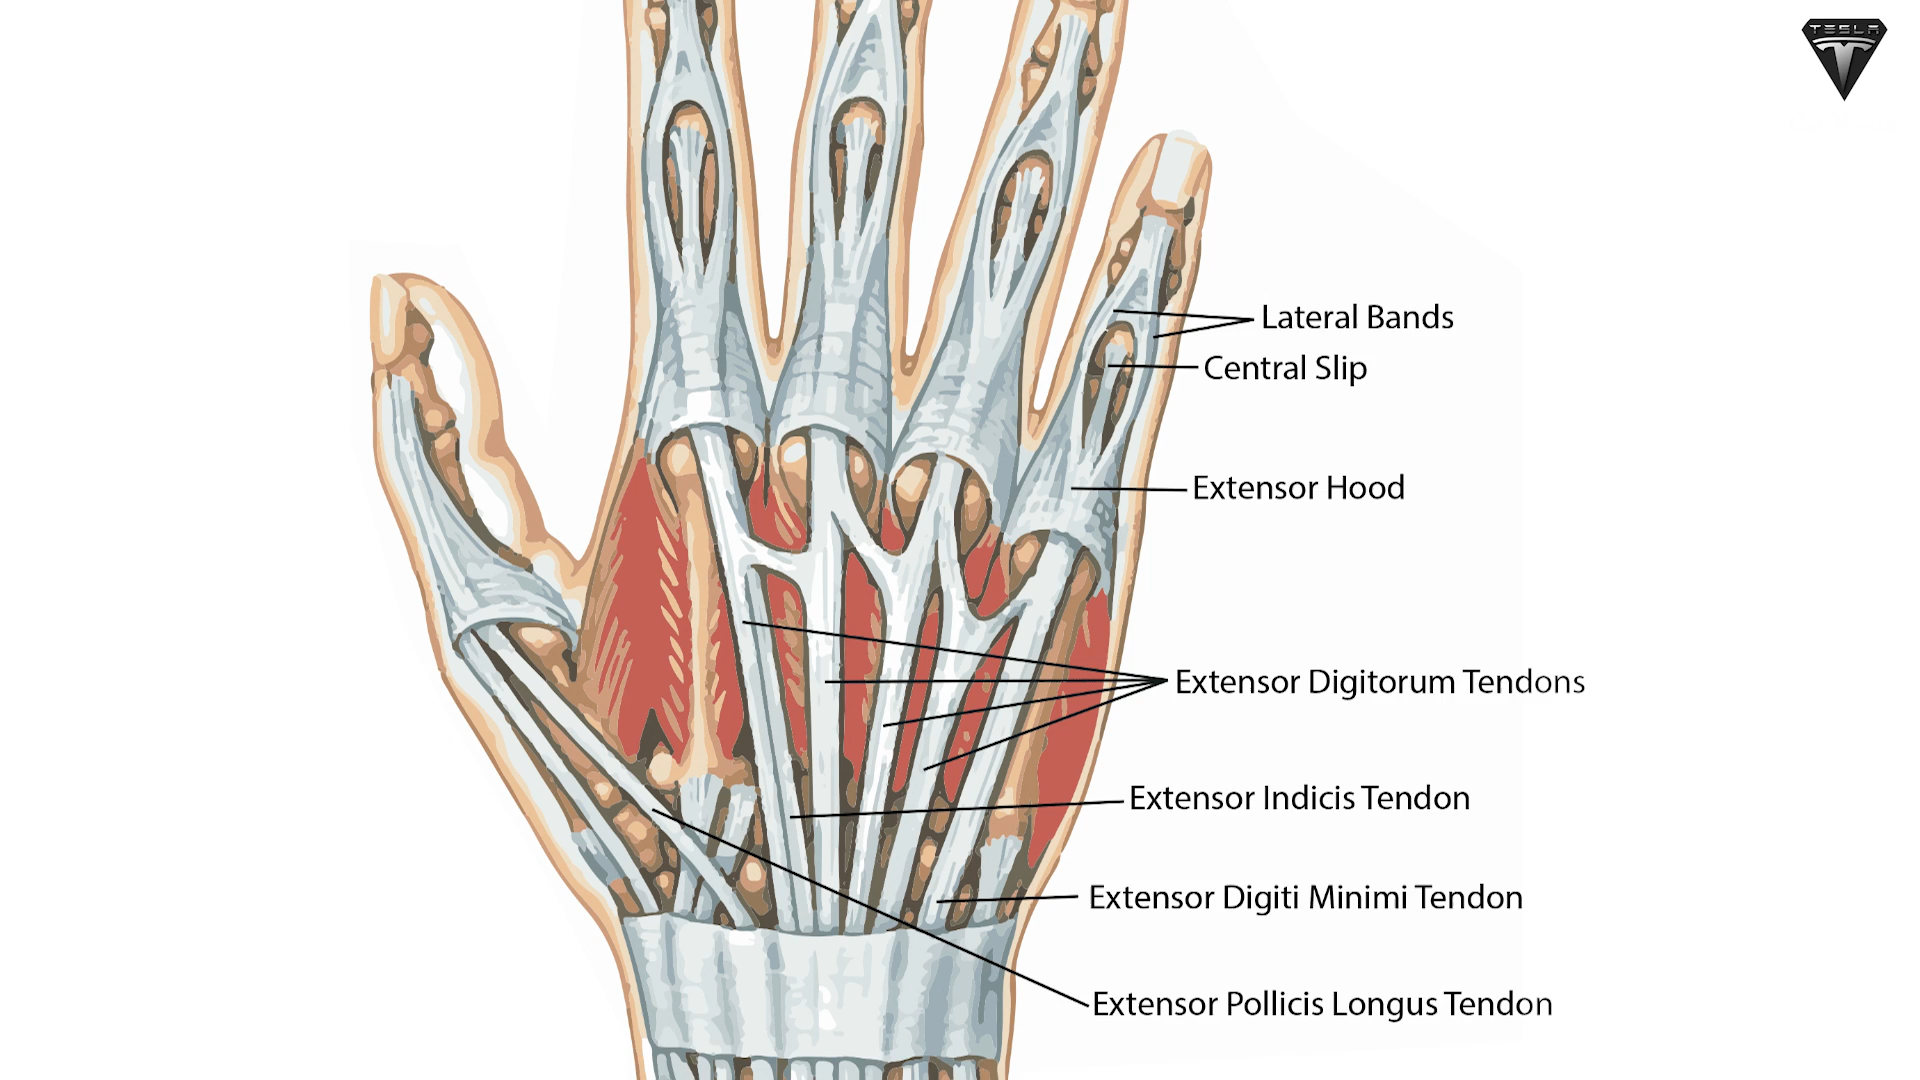 TESLA
Lateral Bands
Central Slip
Extensor Hood
Extensor Digitorum Tendons
Extensor Indicis Tendon
Extensor Digiti Minimi Tendon
Extensor Pollicis Longus Tendon